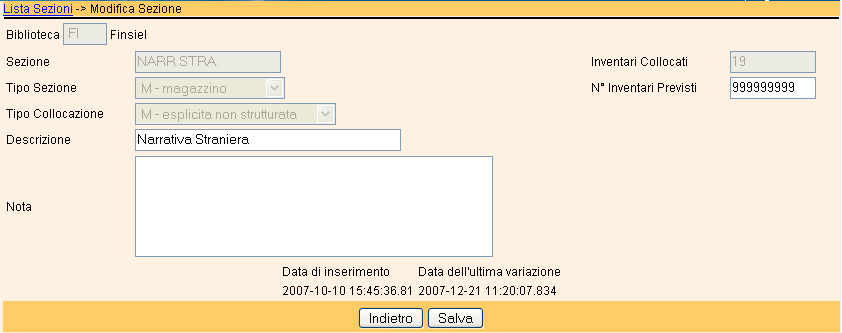 Lista Sezioni -> Modifica Sezione
Biblioteca FI Finsiel
Sezione NARR.STRA. Inventari Collocati 19
Tipo Sezione M - magazzino N° Inventari Previsti 999999999
Tipo Collocazione M - esplicita non strutturata
Descrizione Narrativa Straniera
Nota
Data di inserimento Data dell'ultima variazione
2007-10-10 15:45:36.81 2007-12-21 11:20:07.834
Indietro Salva